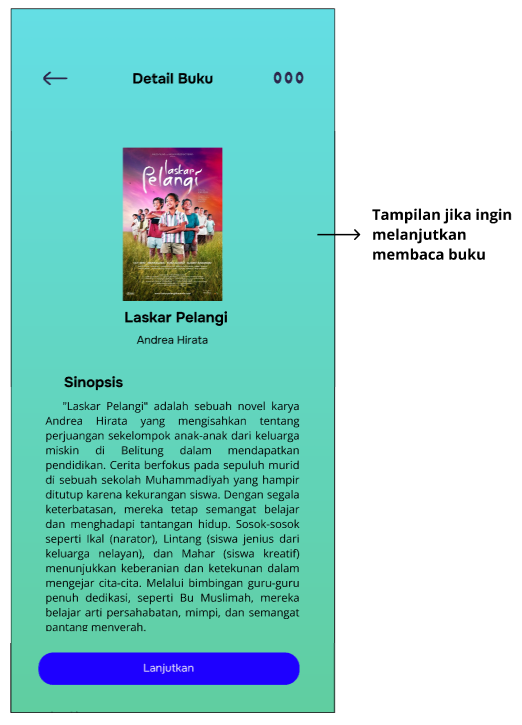 Detail Buku
laskar
pelangi
Tampilan jika ingin
melanjutkan
membaca buku
Laskar Pelangi
Andrea Hirata
Sinopsis
"Laskar Pelangi" adalah sebuah novel karya
Andrea Hirata yang mengisahkan tentang
perjuangan sekelompok anak-anak dari keluarga
miskin di Belitung dalam mendapatkan
pendidikan. Cerita berfokus pada sepuluh murid
di sebuah sekolah Muhammadiyah yang hampir
ditutup karena kekurangan siswa. Dengan segala
keterbatasan, mereka tetap semangat belajar
dan menghadapi tantangan hidup. Sosok-sosok
seperti Ikal (narator), Lintang (siswa jenius dari
keluarga nelayan), dan Mahar (siswa kreatif)
menunjukkan keberanian dan ketekunan dalam
mengejar cita-cita. Melalui bimbingan guru-guru
penuh dedikasi, seperti Bu Muslimah, mereka
belajar arti persahabatan, mimpi, dan semangat
pantang menyerah.
Lanjutkan